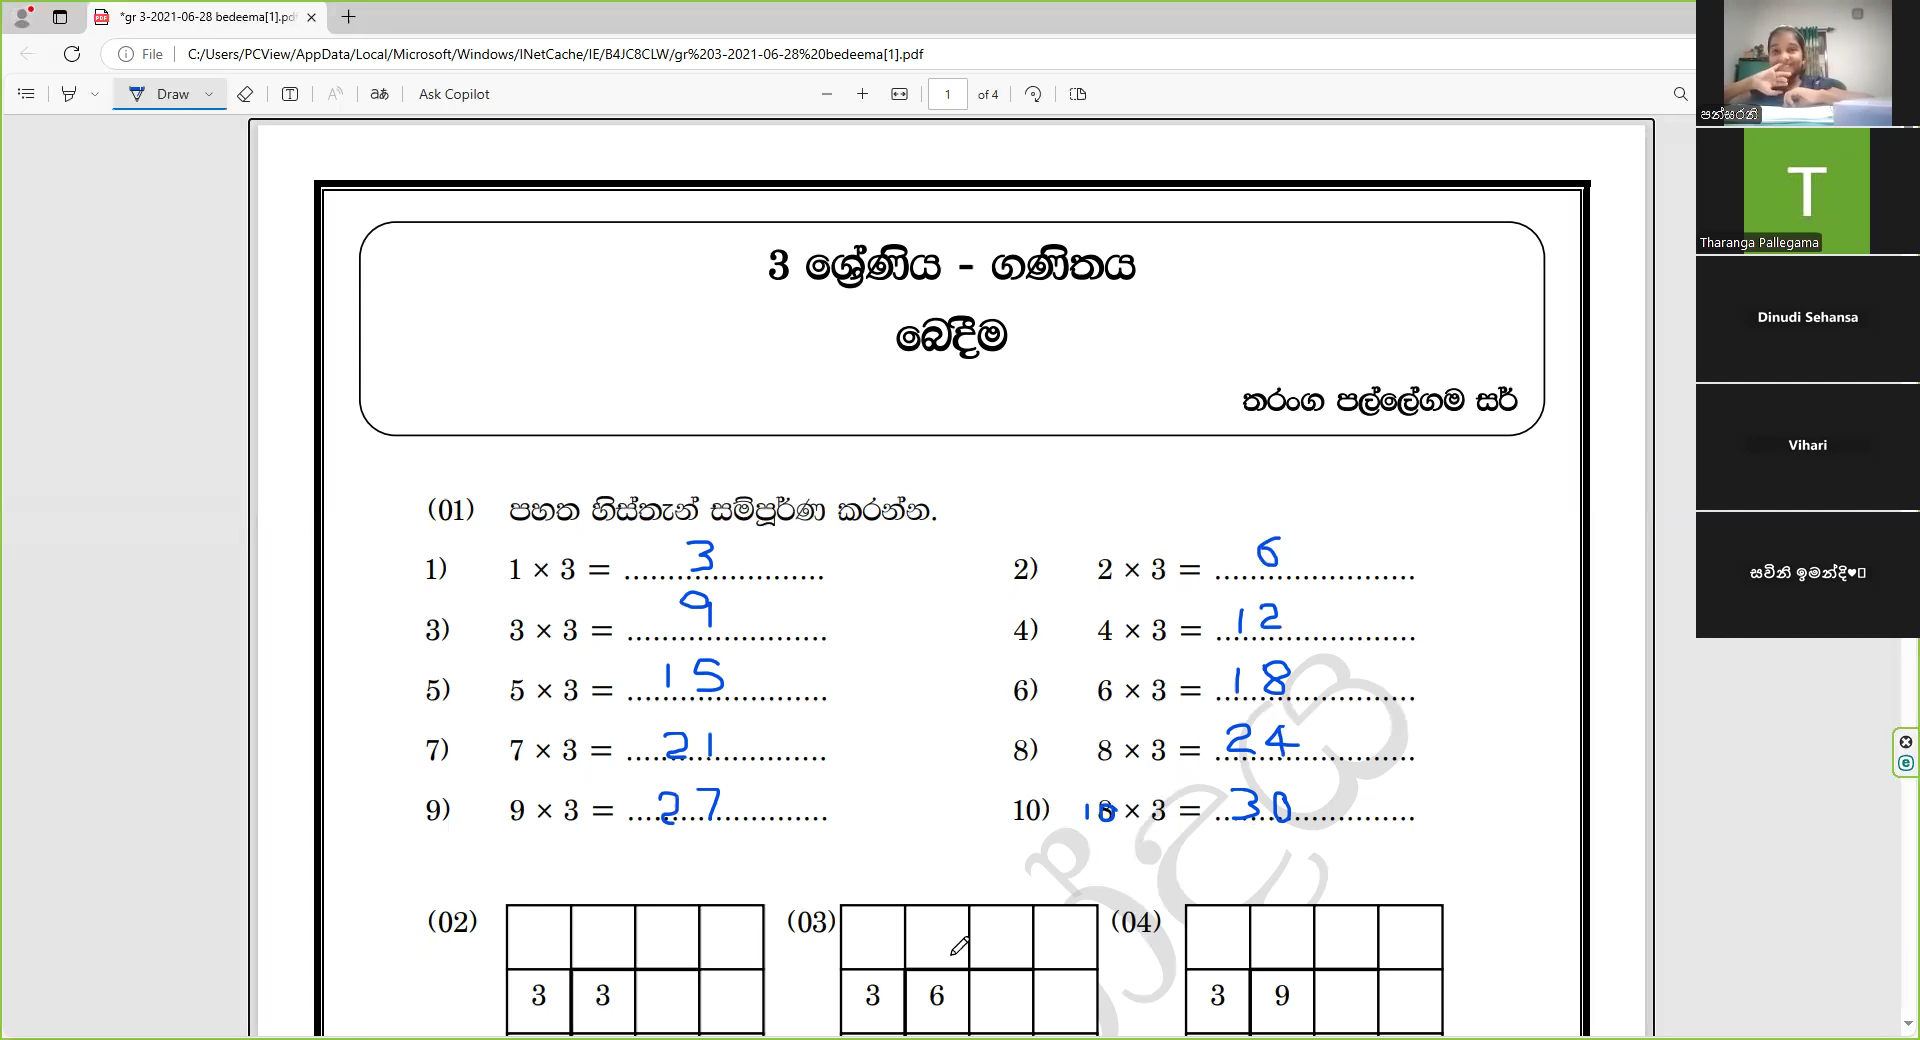 *gr 3-2021-06-28 bedeema[1].pdf
File C:/Users/PCView/AppData/Local/Microsoft/Windows/INetCache/IE/B4JC8CLW/gr%203-2021-06-28%20bedeema[1].pdf
Draw Ask Copilot 1 of 4
3 ශ්‍රේණිය - ගණිතය
බෙදීම
තරංග පල්ලේගම සර්
(01) පහත හිස්තැන් සම්පූර්ණ කරන්න.
1) 1 × 3 = ....................... 3
2) 2 × 3 = ....................... 6
3) 3 × 3 = ....................... 9
4) 4 × 3 = ....................... 12
5) 5 × 3 = ....................... 15
6) 6 × 3 = ....................... 18
7) 7 × 3 = ....................... 21
8) 8 × 3 = ....................... 24
9) 9 × 3 = ....................... 27
10) 10 × 3 = ....................... 30
(02) (03) (04)
3 3 3 6 3 9
පන්සරනි
T
Tharanga Pallegama
Dinudi Sehansa
Vihari
සවිනි ඉමන්දි♥